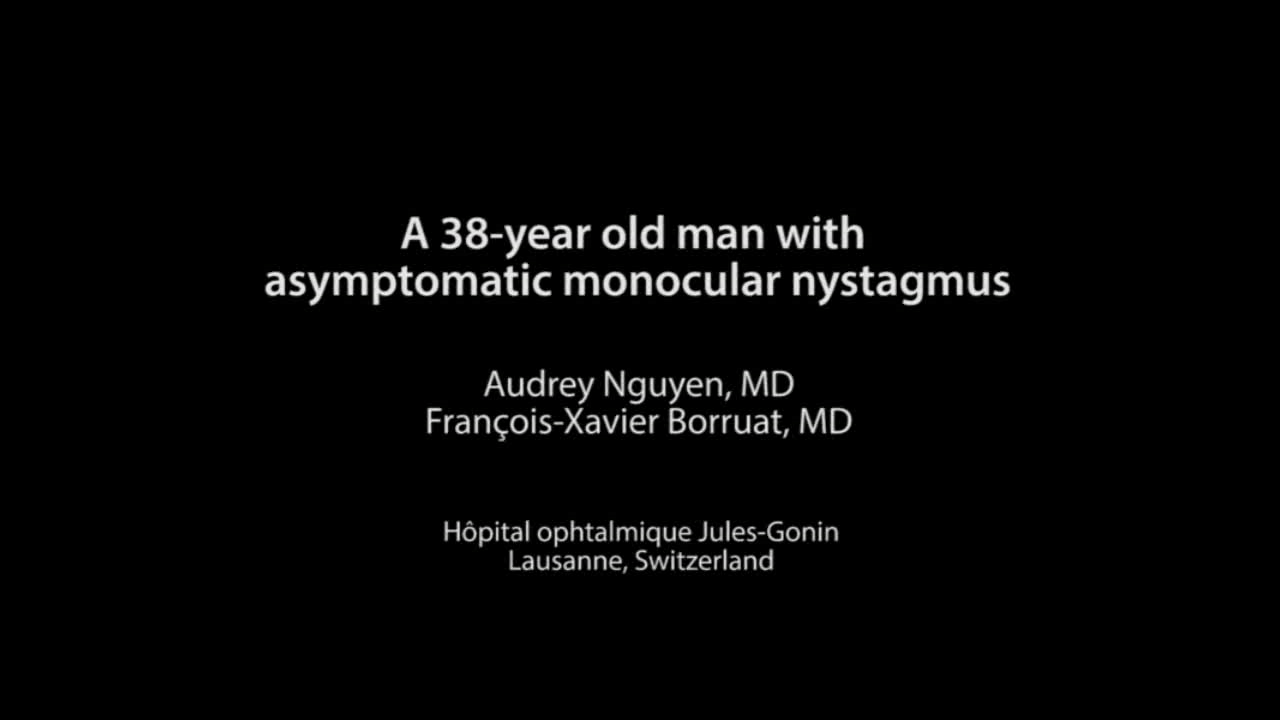 A 38-year old man with
asymptomatic monocular nystagmus
Audrey Nguyen, MD
François-Xavier Borruat, MD
Hôpital ophtalmique Jules-Gonin
Lausanne, Switzerland